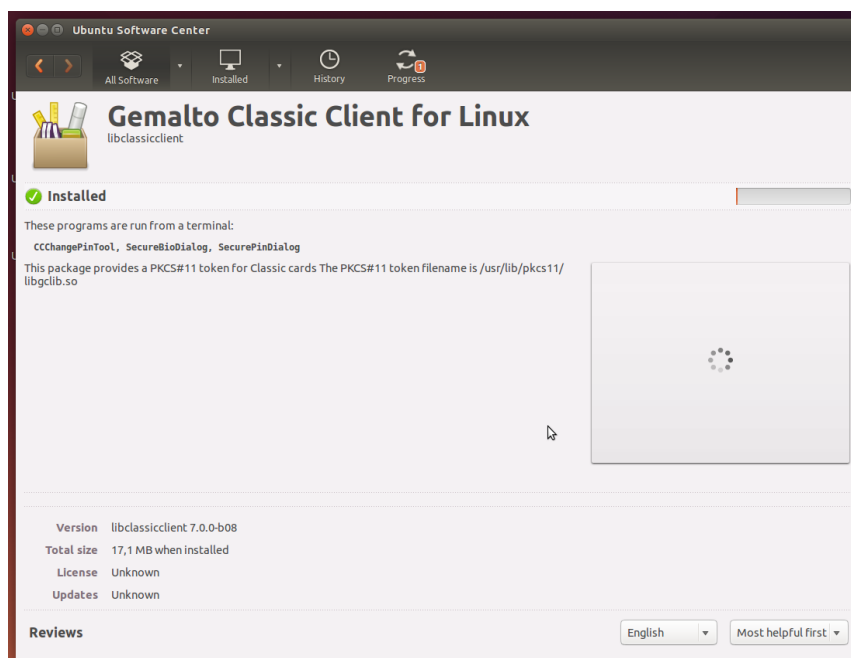 Ubuntu Software Center
All Software
Installed
History
Progress
1
Gemalto Classic Client for Linux
libclassicclient
Installed
These programs are run from a terminal:
CCChangePinTool, SecureBioDialog, SecurePinDialog
This package provides a PKCS#11 token for Classic cards The PKCS#11 token filename is /usr/lib/pkcs11/
libgclib.so
Version libclassicclient 7.0.0-b08
Total size 17,1 MB when installed
License Unknown
Updates Unknown
Reviews English Most helpful first